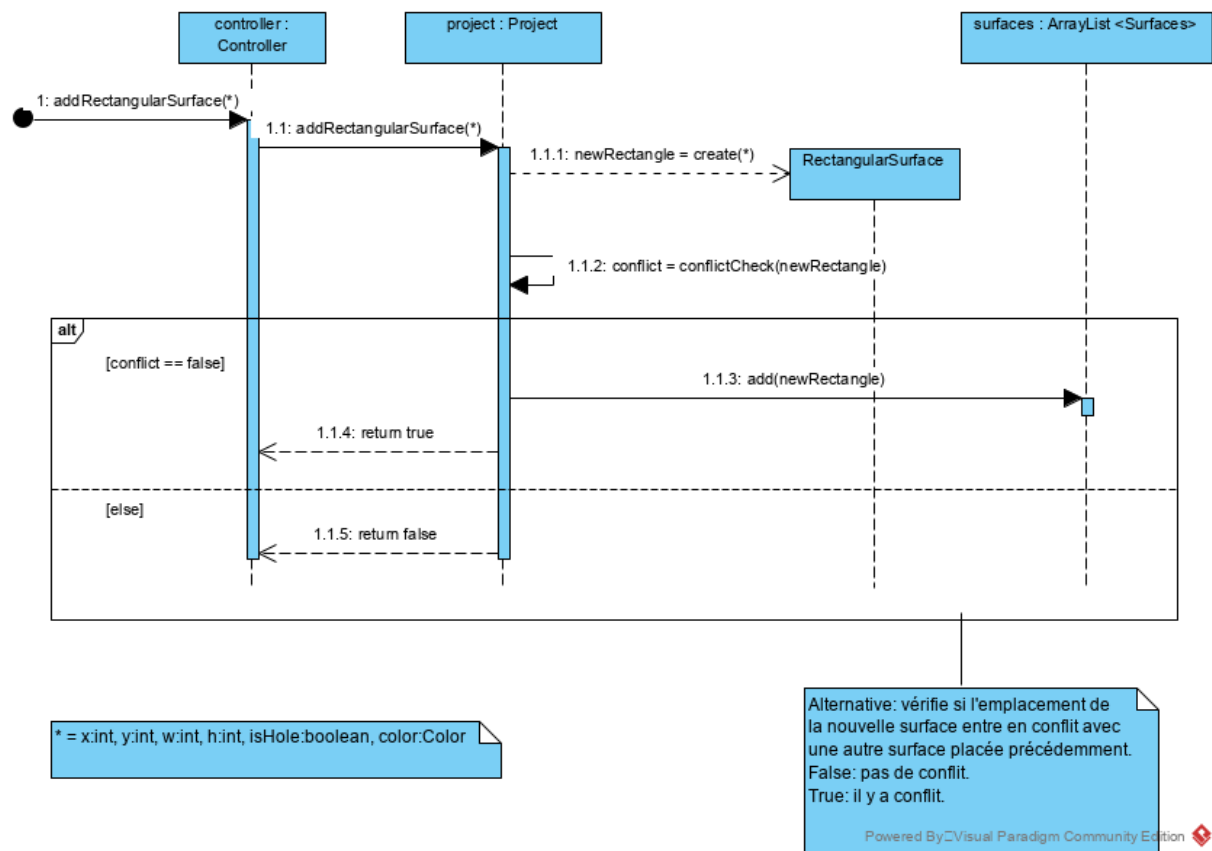 controller :
Controller
project : Project
surfaces : ArrayList <Surfaces>
1: addRectangularSurface(*)
1.1: addRectangularSurface(*)
1.1.1: newRectangle = create(*)
RectangularSurface
1.1.2: conflict = conflictCheck(newRectangle)
alt
[conflict == false]
1.1.3: add(newRectangle)
1.1.4: return true
[else]
1.1.5: return false
* = x:int, y:int, w:int, h:int, isHole:boolean, color:Color
Alternative: vérifie si l'emplacement de
la nouvelle surface entre en conflit avec
une autre surface placée précédemment.
False: pas de conflit.
True: il y a conflit.
Powered By Visual Paradigm Community Edition